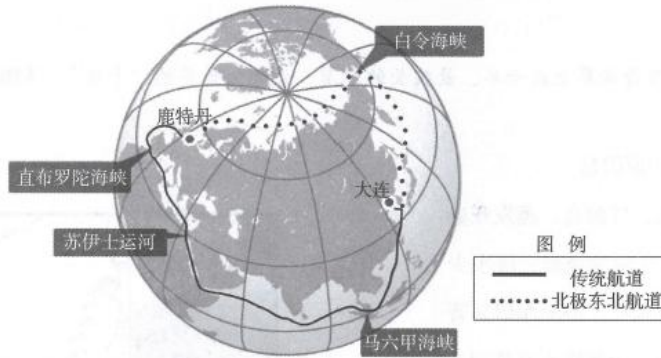 白令海峡
鹿特丹
直布罗陀海峡
大连
苏伊士运河
图 例
传统航道
北极东北航道
马六甲海峡